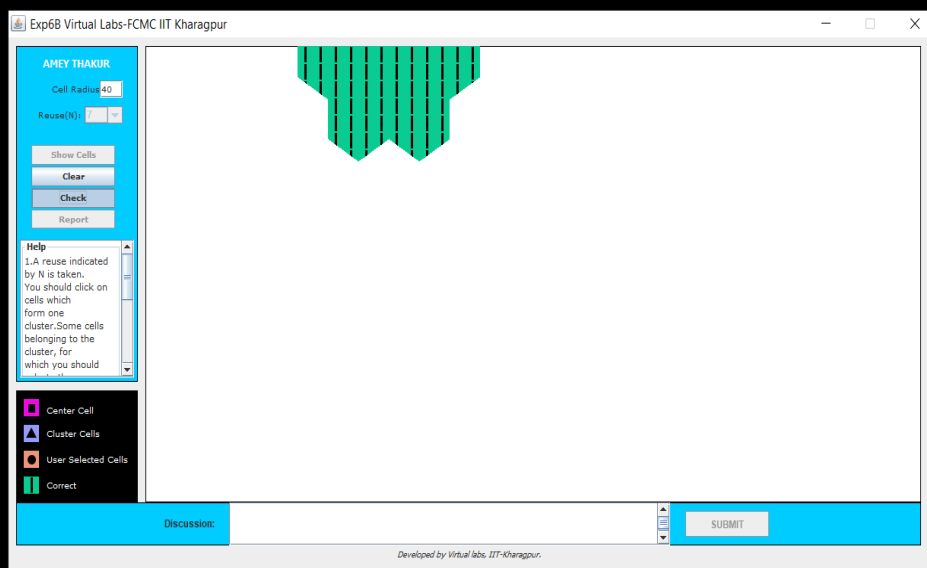 Exp6B Virtual Labs-FCMC IIT Kharagpur
AMEY THAKUR
Cell Radius 40
Reuse(N): 7
Show Cells
Clear
Check
Report
Help
1.A reuse indicated
by N is taken.
You should click on
cells which
form one
cluster.Some cells
belonging to the
cluster, for
which you should
Center Cell
Cluster Cells
User Selected Cells
Correct
Discussion:
SUBMIT
Developed by Virtual labs, IIT-Kharagpur.